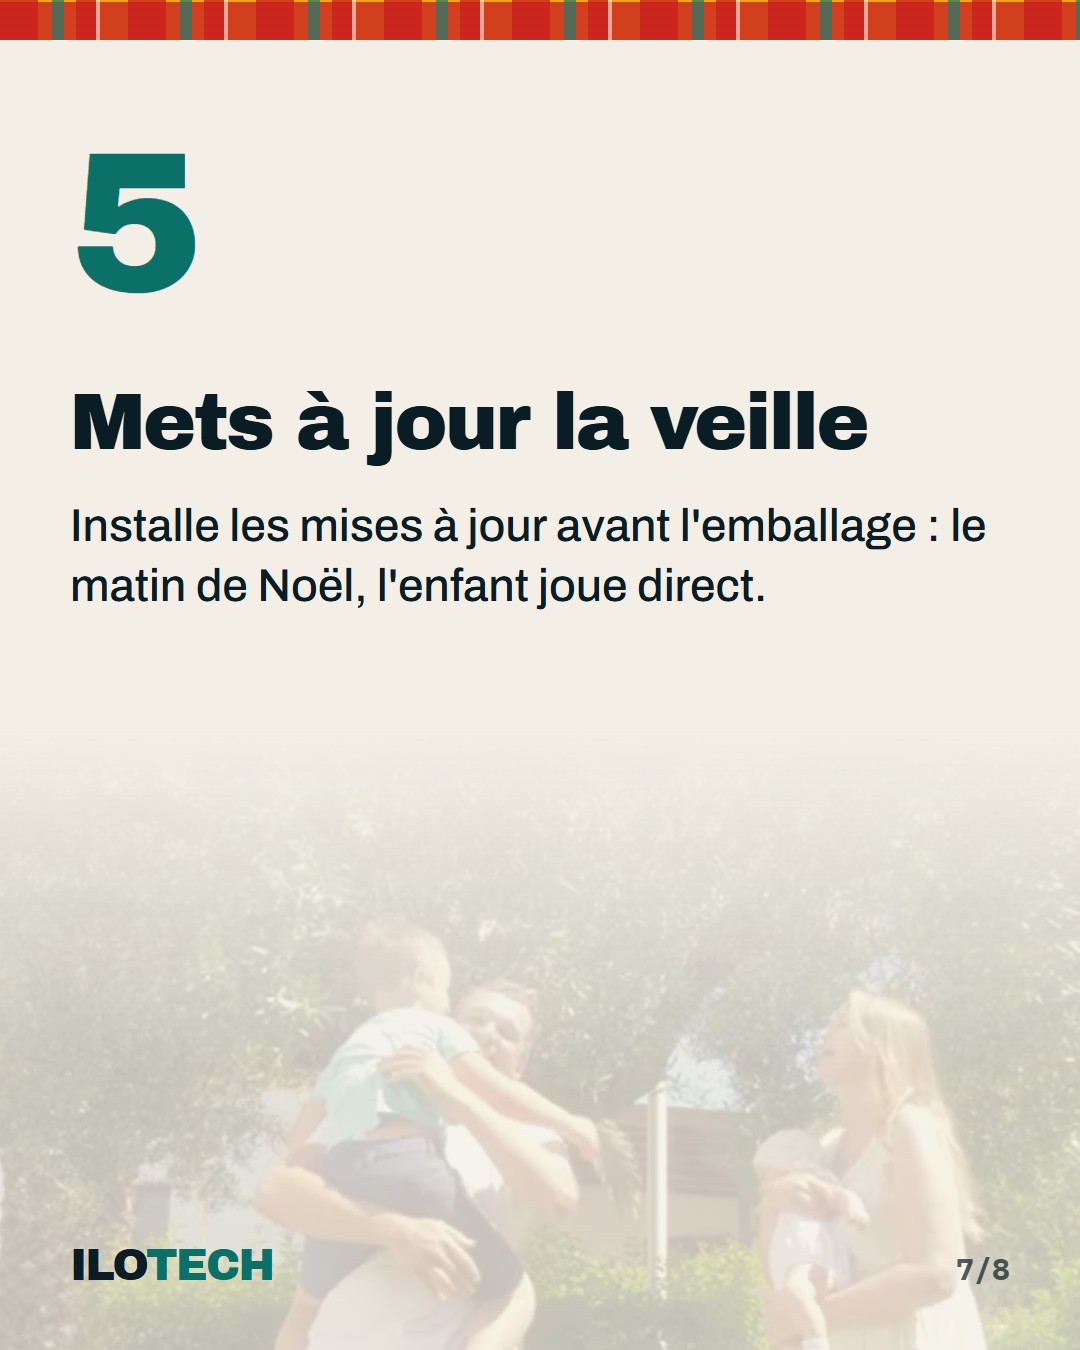 5
Mets à jour la veille
Installe les mises à jour avant l'emballage : le
matin de Noël, l'enfant joue direct.
ILOTECH
7/8